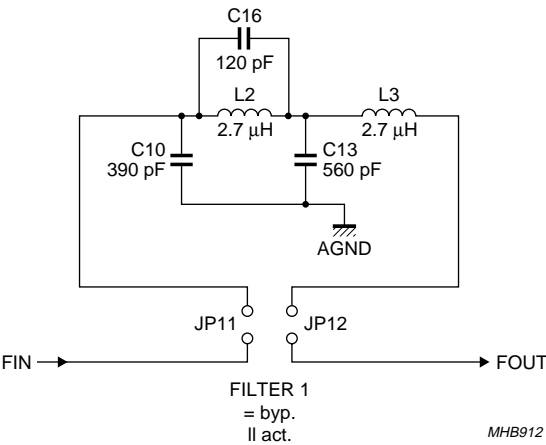 C16
120 pF
L2
2.7 μH
L3
2.7 μH
C10
390 pF
C13
560 pF
AGND
JP11
JP12
FIN
FOUT
FILTER 1
= byp.
II act.
MHB912